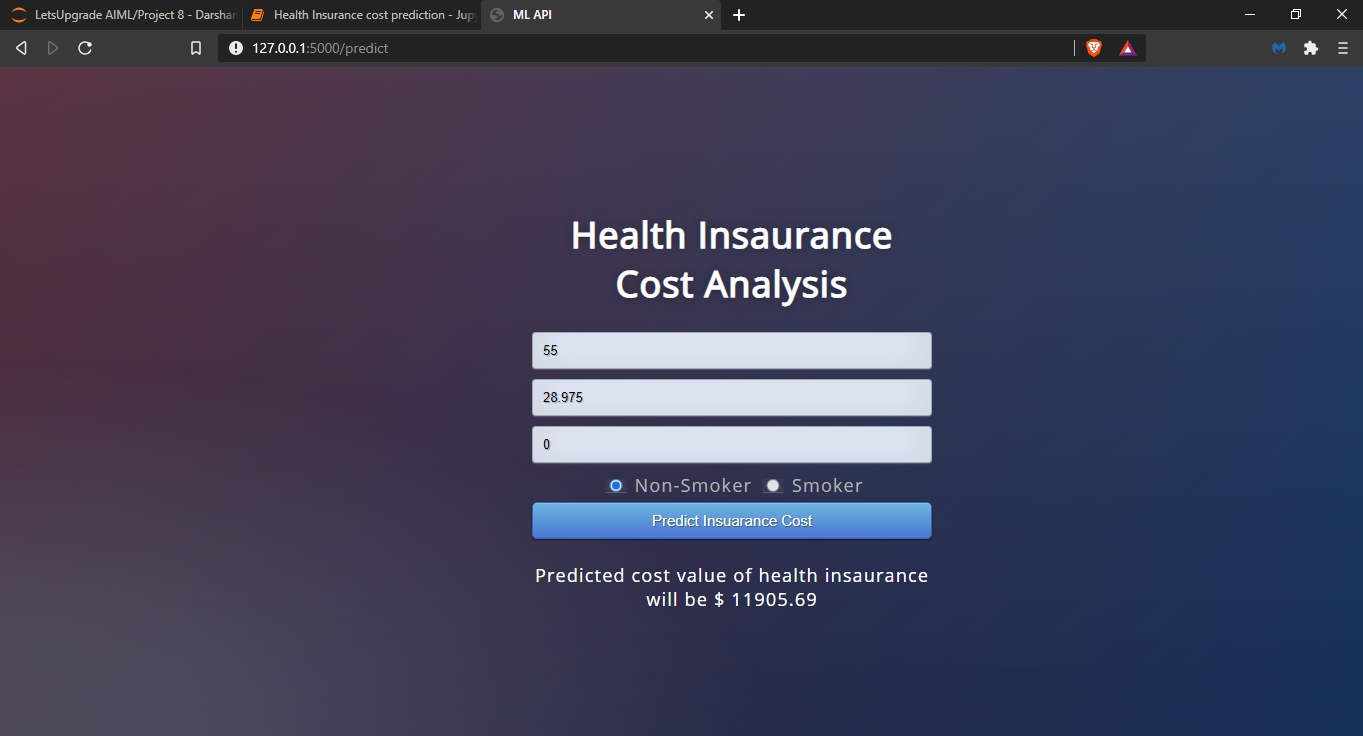 LetsUpgrade AIML/Project 8 - Darshan
Health Insurance cost prediction - Jup
ML API
127.0.0.1:5000/predict
Health Insaurance
Cost Analysis
55
28.975
0
Non-Smoker Smoker
Predict Insuarance Cost
Predicted cost value of health insaurance
will be $ 11905.69